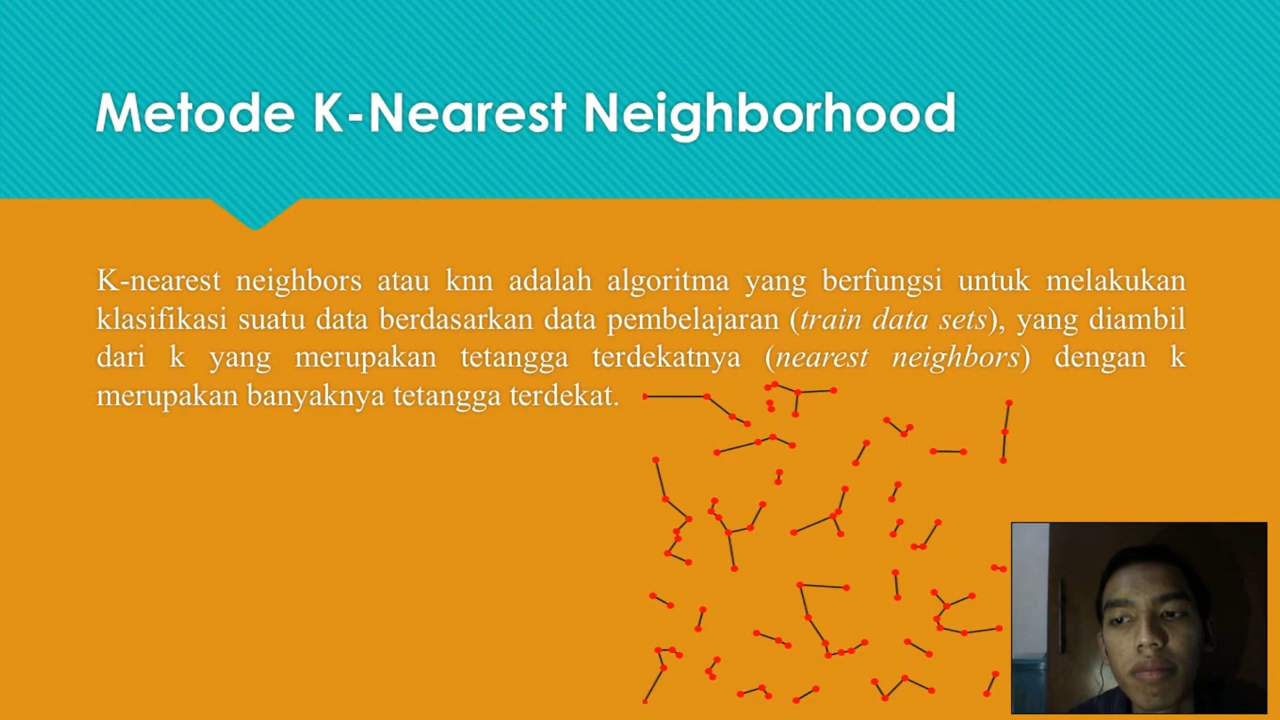 Metode K-Nearest Neighborhood
K-nearest neighbors atau knn adalah algoritma yang berfungsi untuk melakukan
klasifikasi suatu data berdasarkan data pembelajaran (train data sets), yang diambil
dari k yang merupakan tetangga terdekatnya (nearest neighbors) dengan k
merupakan banyaknya tetangga terdekat.